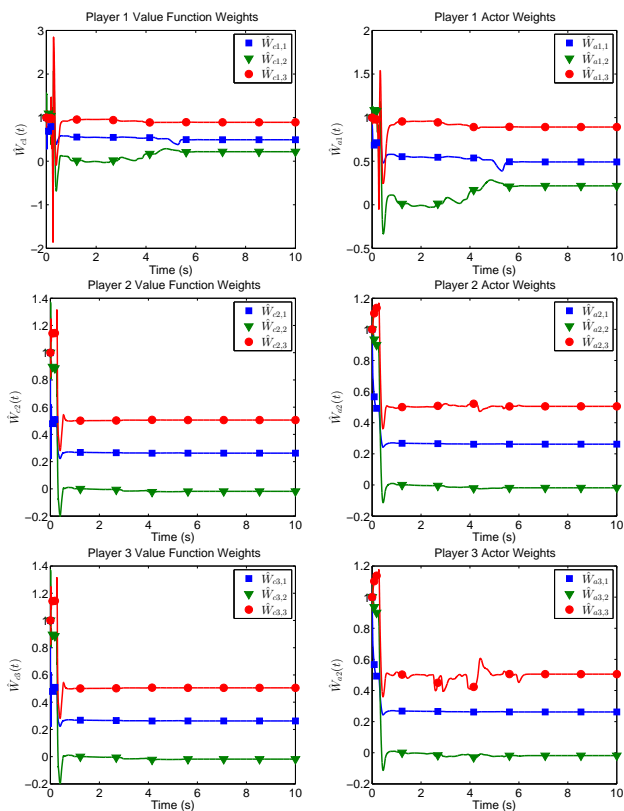 Player 1 Value Function Weights
3
2
1
0
−1
−2
0 2 4 6 8 10
Time (s)
Ŵc1(t)
Ŵc1,1
Ŵc1,2
Ŵc1,3
Player 1 Actor Weights
2
1.5
1
0.5
0
−0.5
0 2 4 6 8 10
Time (s)
Ŵa1(t)
Ŵa1,1
Ŵa1,2
Ŵa1,3
Player 2 Value Function Weights
1.4
1.2
1
0.8
0.6
0.4
0.2
0
−0.2
0 2 4 6 8 10
Time (s)
Ŵc2(t)
Ŵc2,1
Ŵc2,2
Ŵc2,3
Player 2 Actor Weights
1.2
1
0.8
0.6
0.4
0.2
0
−0.2
0 2 4 6 8 10
Time (s)
Ŵa2(t)
Ŵa2,1
Ŵa2,2
Ŵa2,3
Player 3 Value Function Weights
1.4
1.2
1
0.8
0.6
0.4
0.2
0
−0.2
0 2 4 6 8 10
Time (s)
Ŵc3(t)
Ŵc3,1
Ŵc3,2
Ŵc3,3
Player 3 Actor Weights
1.2
1
0.8
0.6
0.4
0.2
0
−0.2
0 2 4 6 8 10
Time (s)
Ŵa2(t)
Ŵa3,1
Ŵa3,2
Ŵa3,3